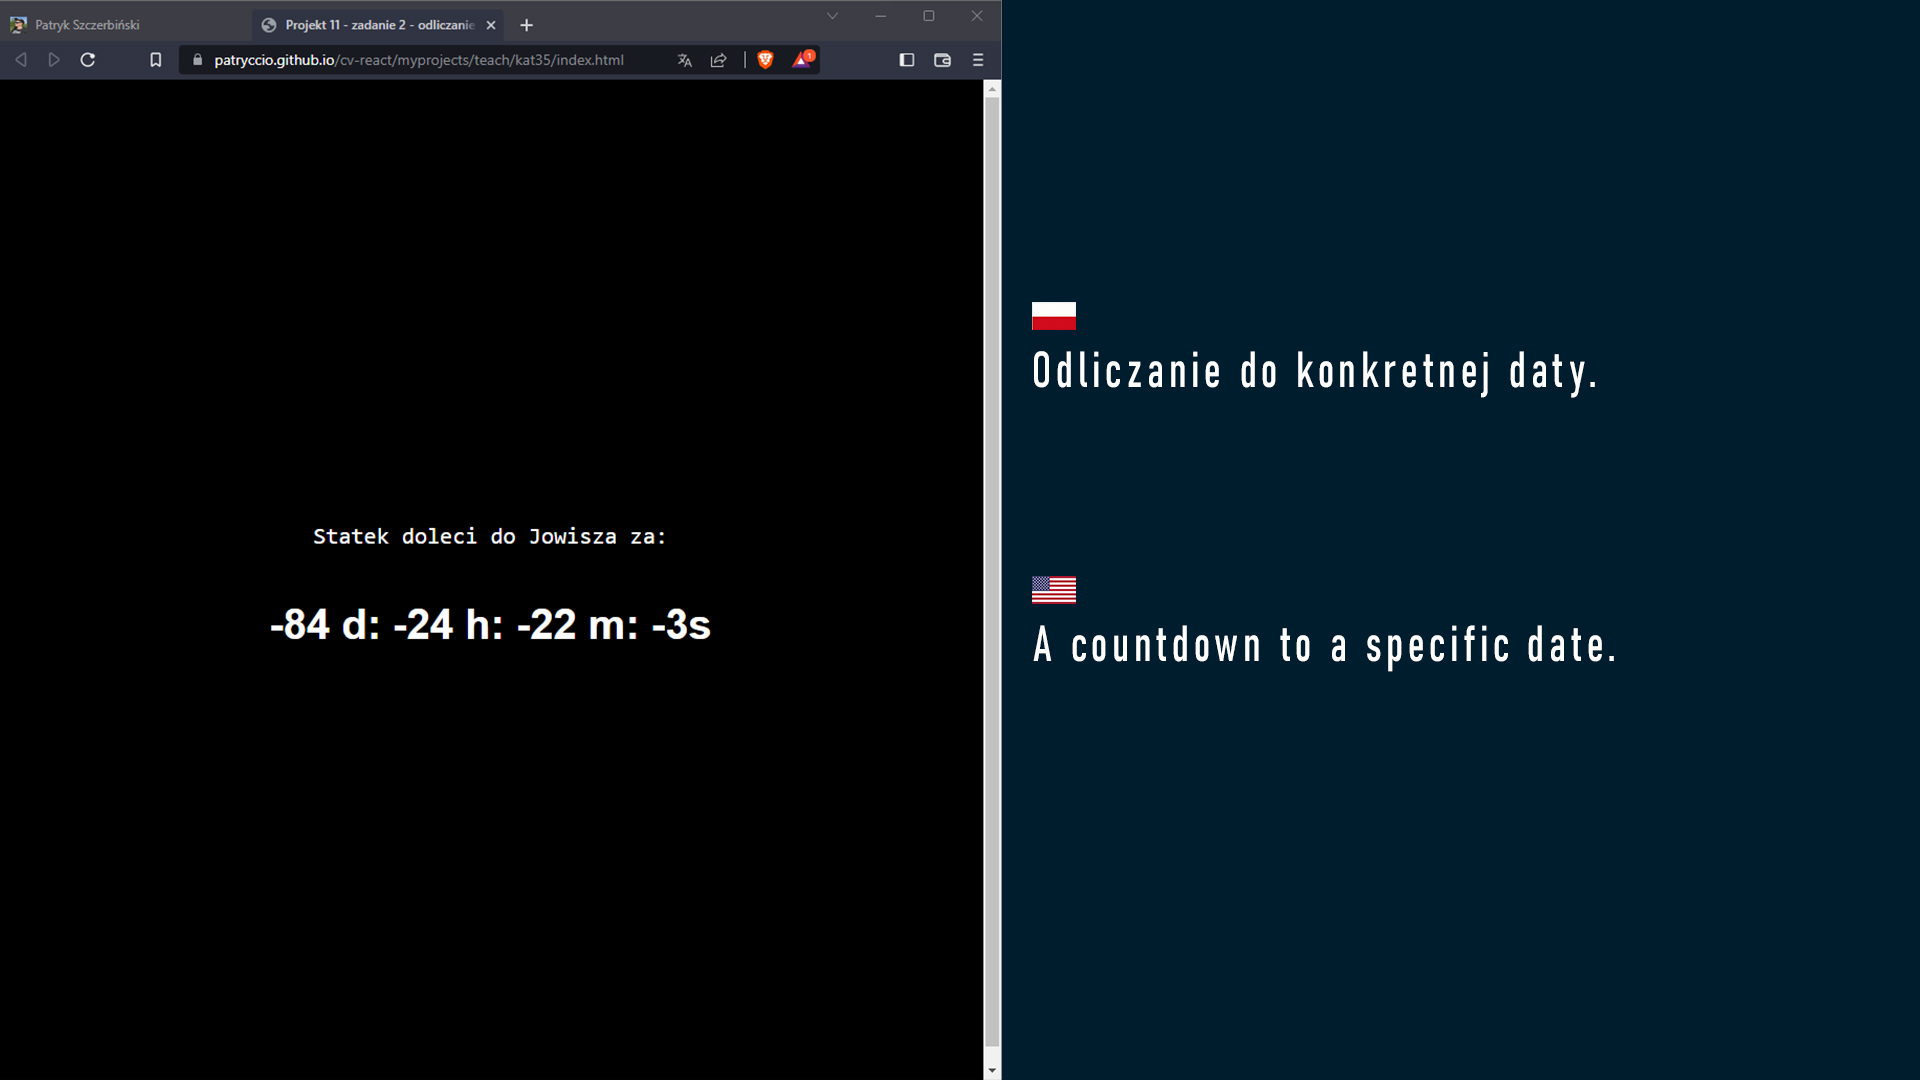 Patryk Szczerbiński
Projekt 11 - zadanie 2 - odliczanie
patryccio.github.io/cv-react/myprojects/teach/kat35/index.html
1
Statek doleci do Jowisza za:
-84 d: -24 h: -22 m: -3s
Odliczanie do konkretnej daty.
A countdown to a specific date.